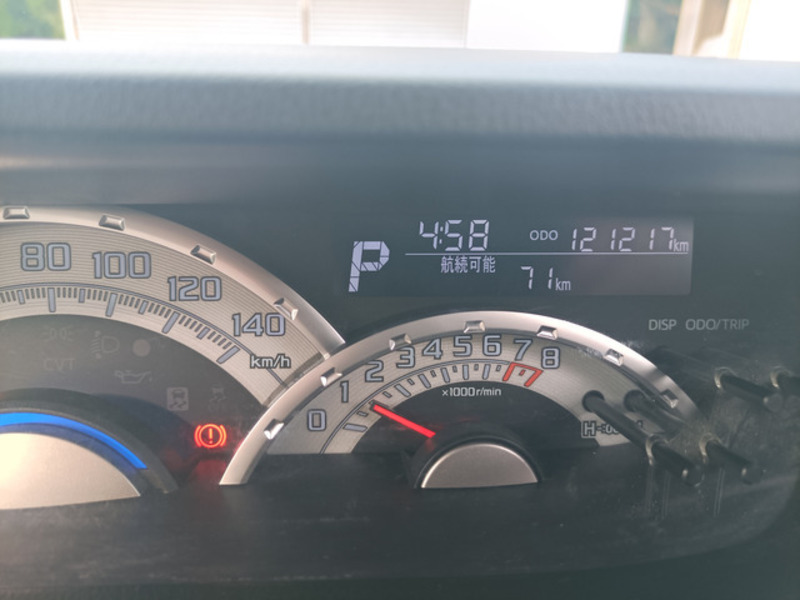 4:58
ODO 121217km
P
航続可能 71km
DISP ODO/TRIP
80 100 120 140
km/h
0 1 2 3 4 5 6 7 8
×1000r/min
CVT
H